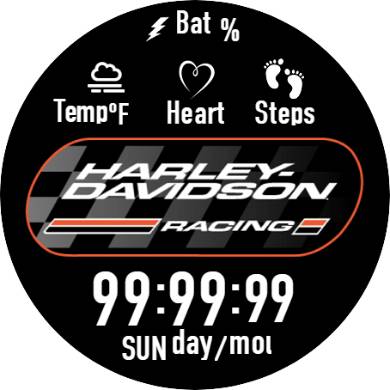 Bat %
Temp°F Heart Steps
HARLEY-
DAVIDSON
RACING
99:99:99
SUN day/mo